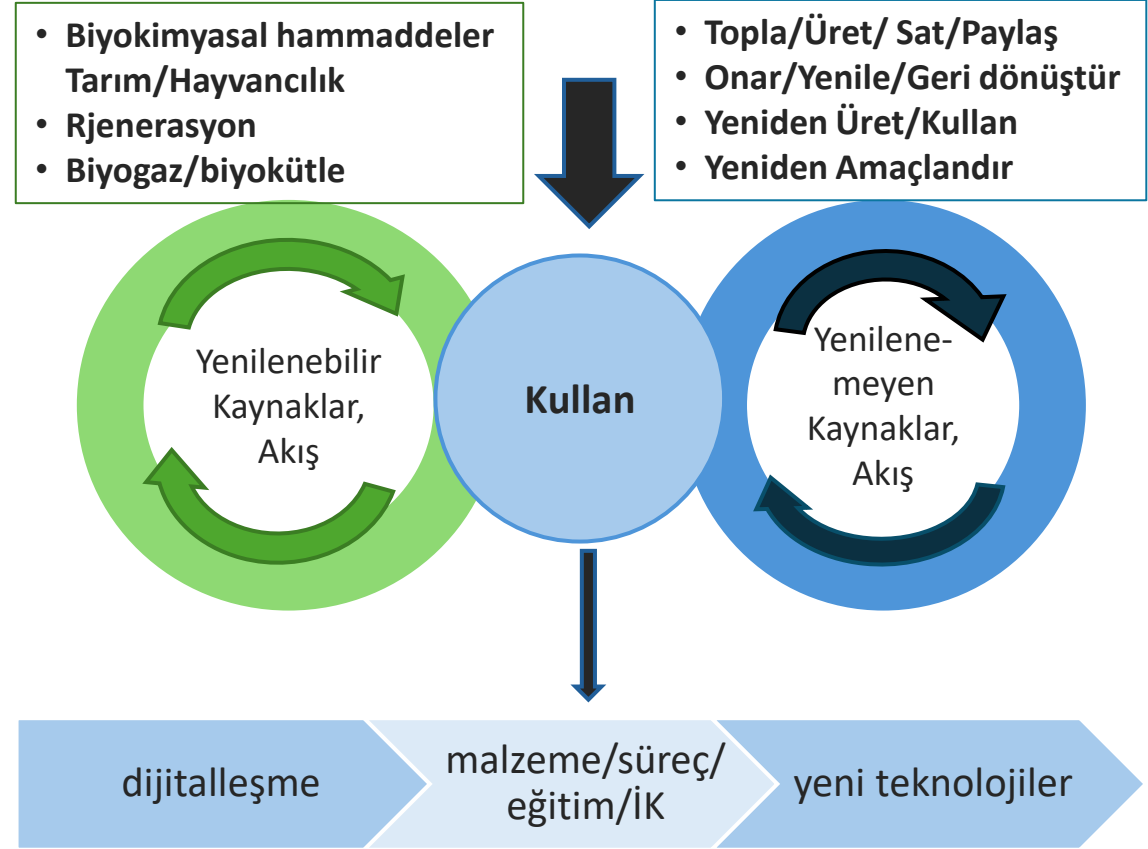 • Biyokimyasal hammaddeler
Tarım/Hayvancılık
• Rjenerasyon
• Biyogaz/biyokütle
• Topla/Üret/ Sat/Paylaş
• Onar/Yenile/Geri dönüştür
• Yeniden Üret/Kullan
• Yeniden Amaçlandır
Yenilenebilir
Kaynaklar,
Akış
Kullan
Yenilene-
meyen
Kaynaklar,
Akış
dijitalleşme
malzeme/süreç/
eğitim/İK
yeni teknolojiler